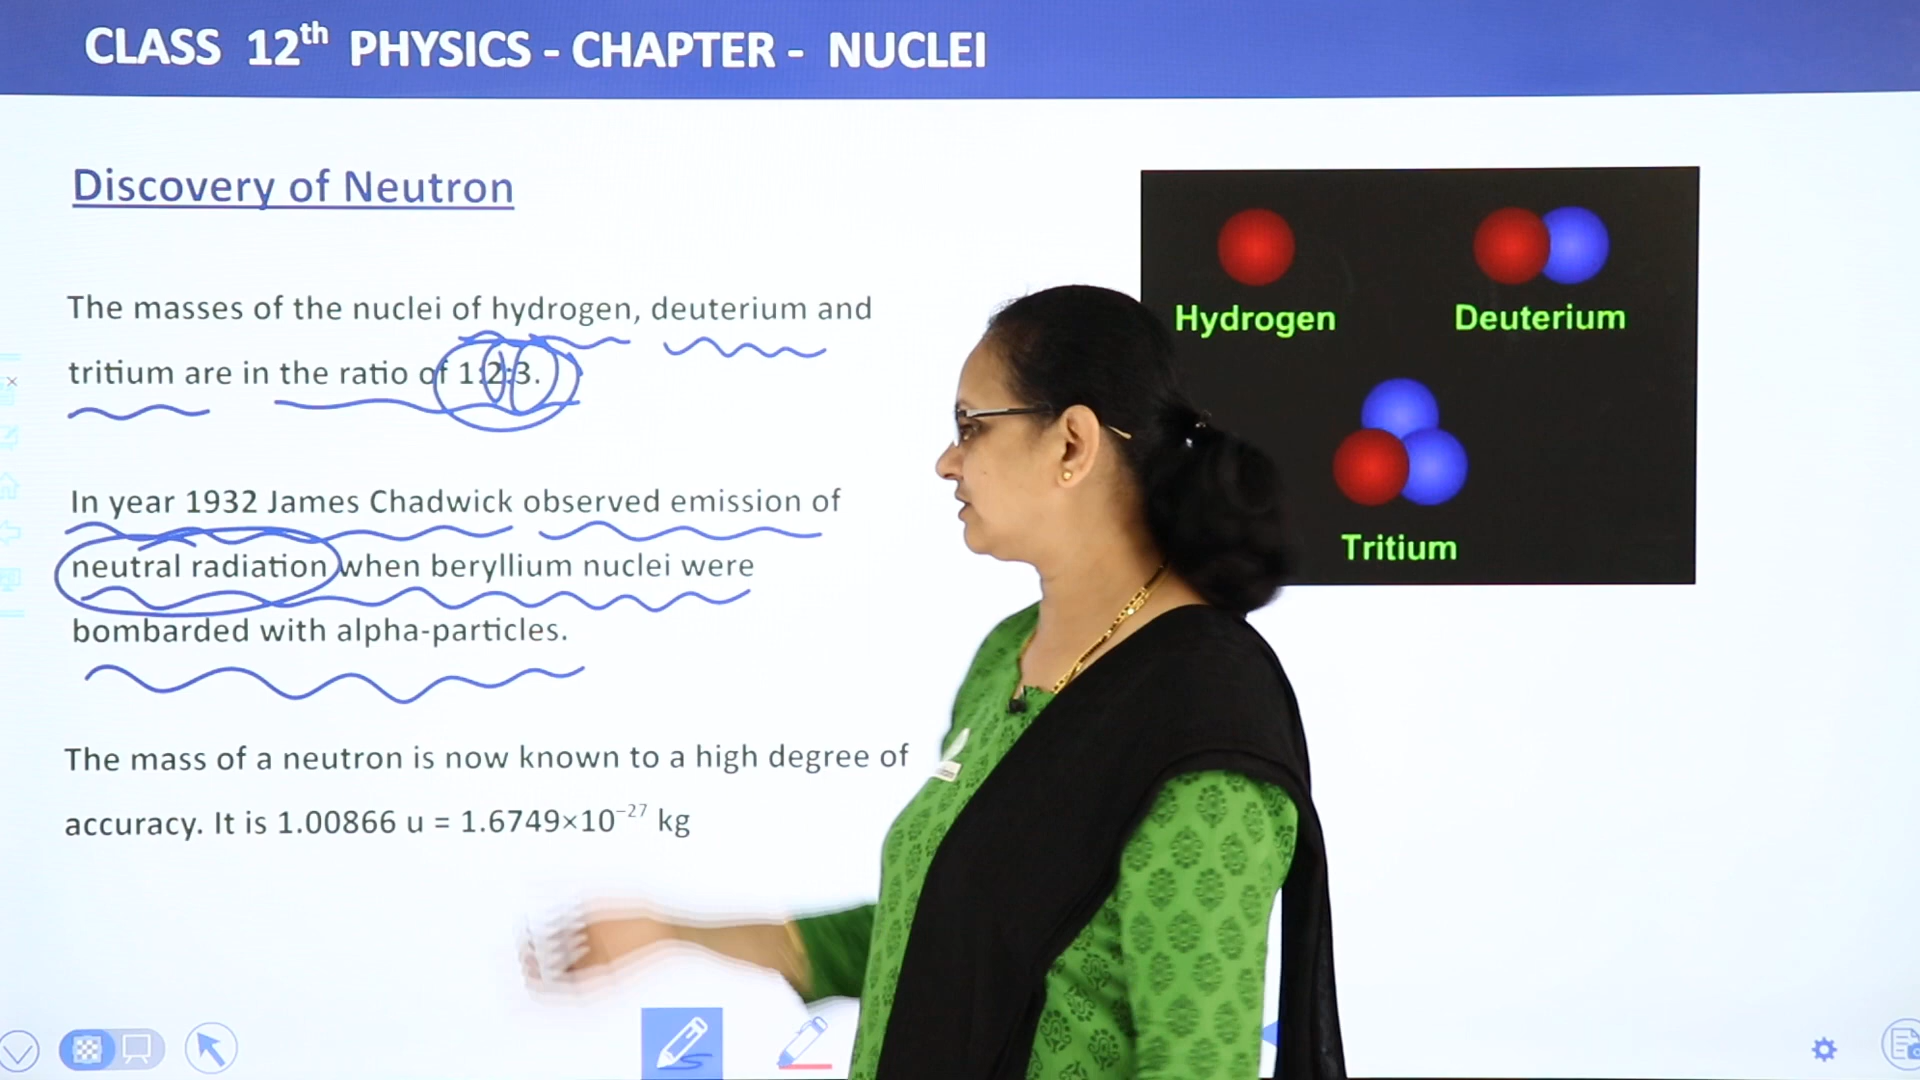 CLASS 12th PHYSICS - CHAPTER - NUCLEI
Discovery of Neutron
The masses of the nuclei of hydrogen, deuterium and
tritium are in the ratio of 1:2:3.
In year 1932 James Chadwick observed emission of
neutral radiation when beryllium nuclei were
bombarded with alpha-particles.
The mass of a neutron is now known to a high degree of
accuracy. It is 1.00866 u = 1.6749×10⁻²⁷ kg
Hydrogen
Deuterium
Tritium